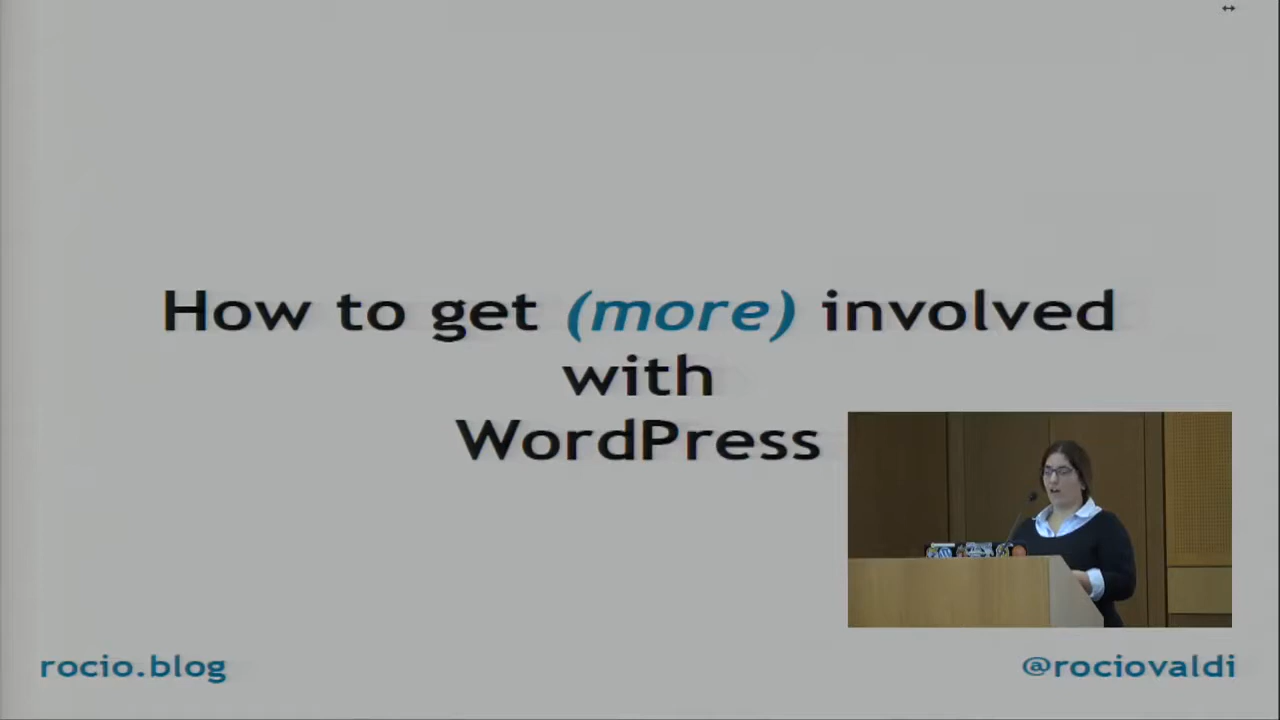 How to get (more) involved
with
WordPress
rocio.blog
@rociovaldi